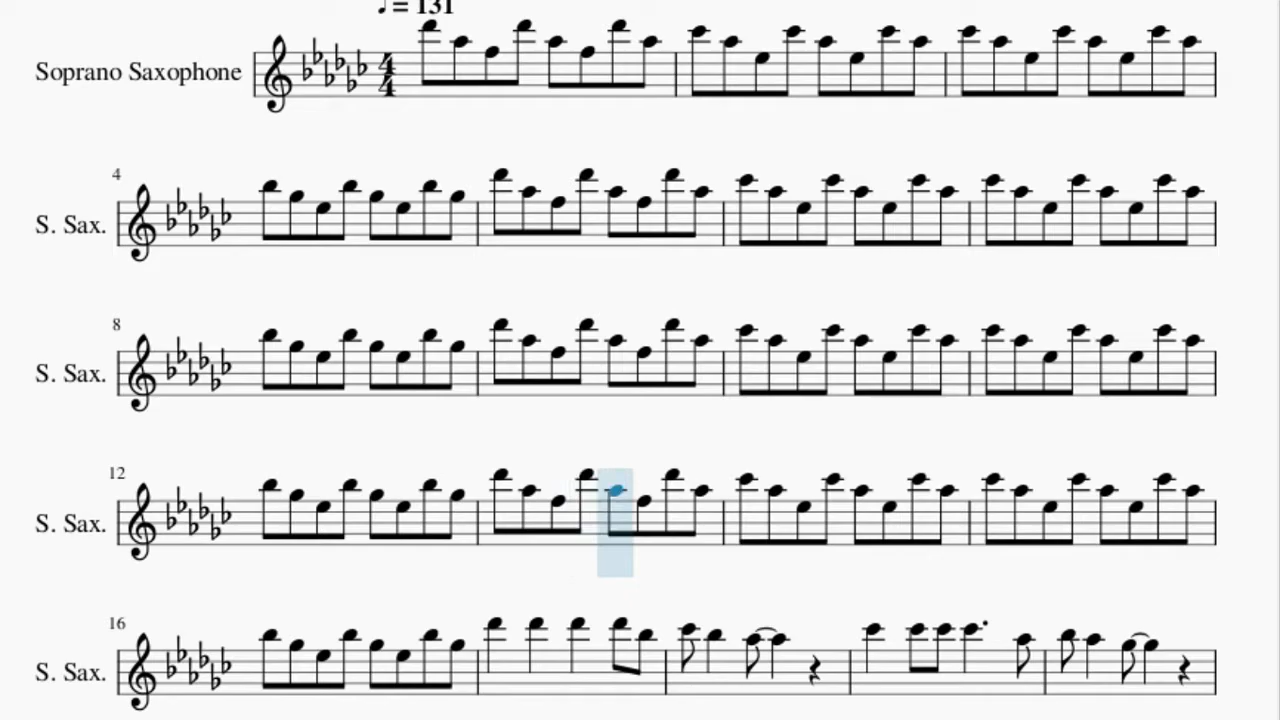 ♩ = 131
Soprano Saxophone
4
4
4
S. Sax.
8
S. Sax.
12
S. Sax.
16
S. Sax.